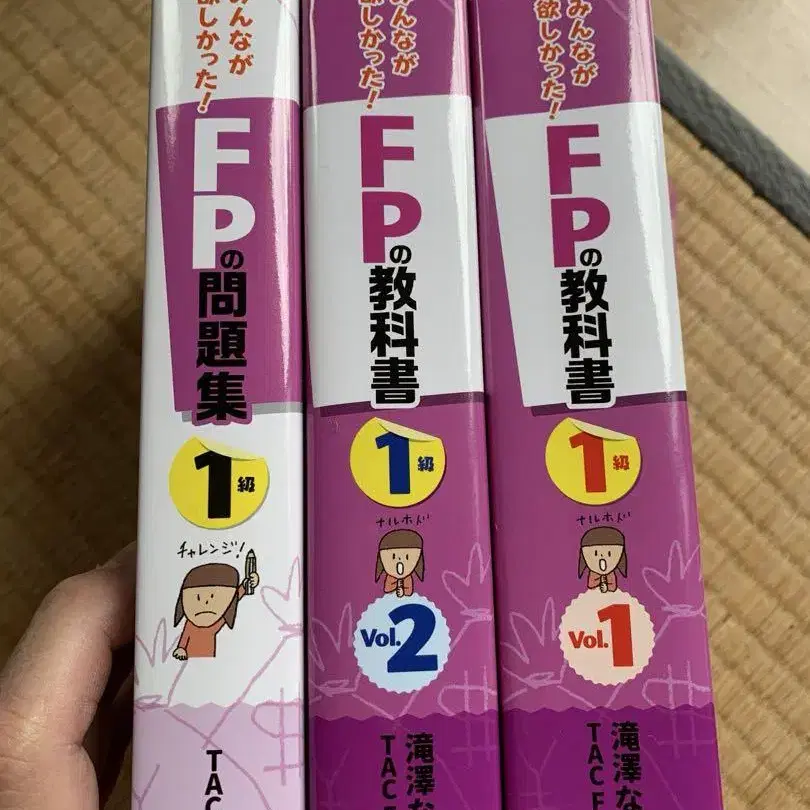 みんなが
欲しかった!
FPの問題集
1級
チャレンジ!
TAC
みんなが
欲しかった!
FPの教科書
1級
ナルホド
Vol.2
滝澤な
TAC
みんなが
欲しかった!
FPの教科書
1級
ナルホド
Vol.1
滝澤な
TAC F